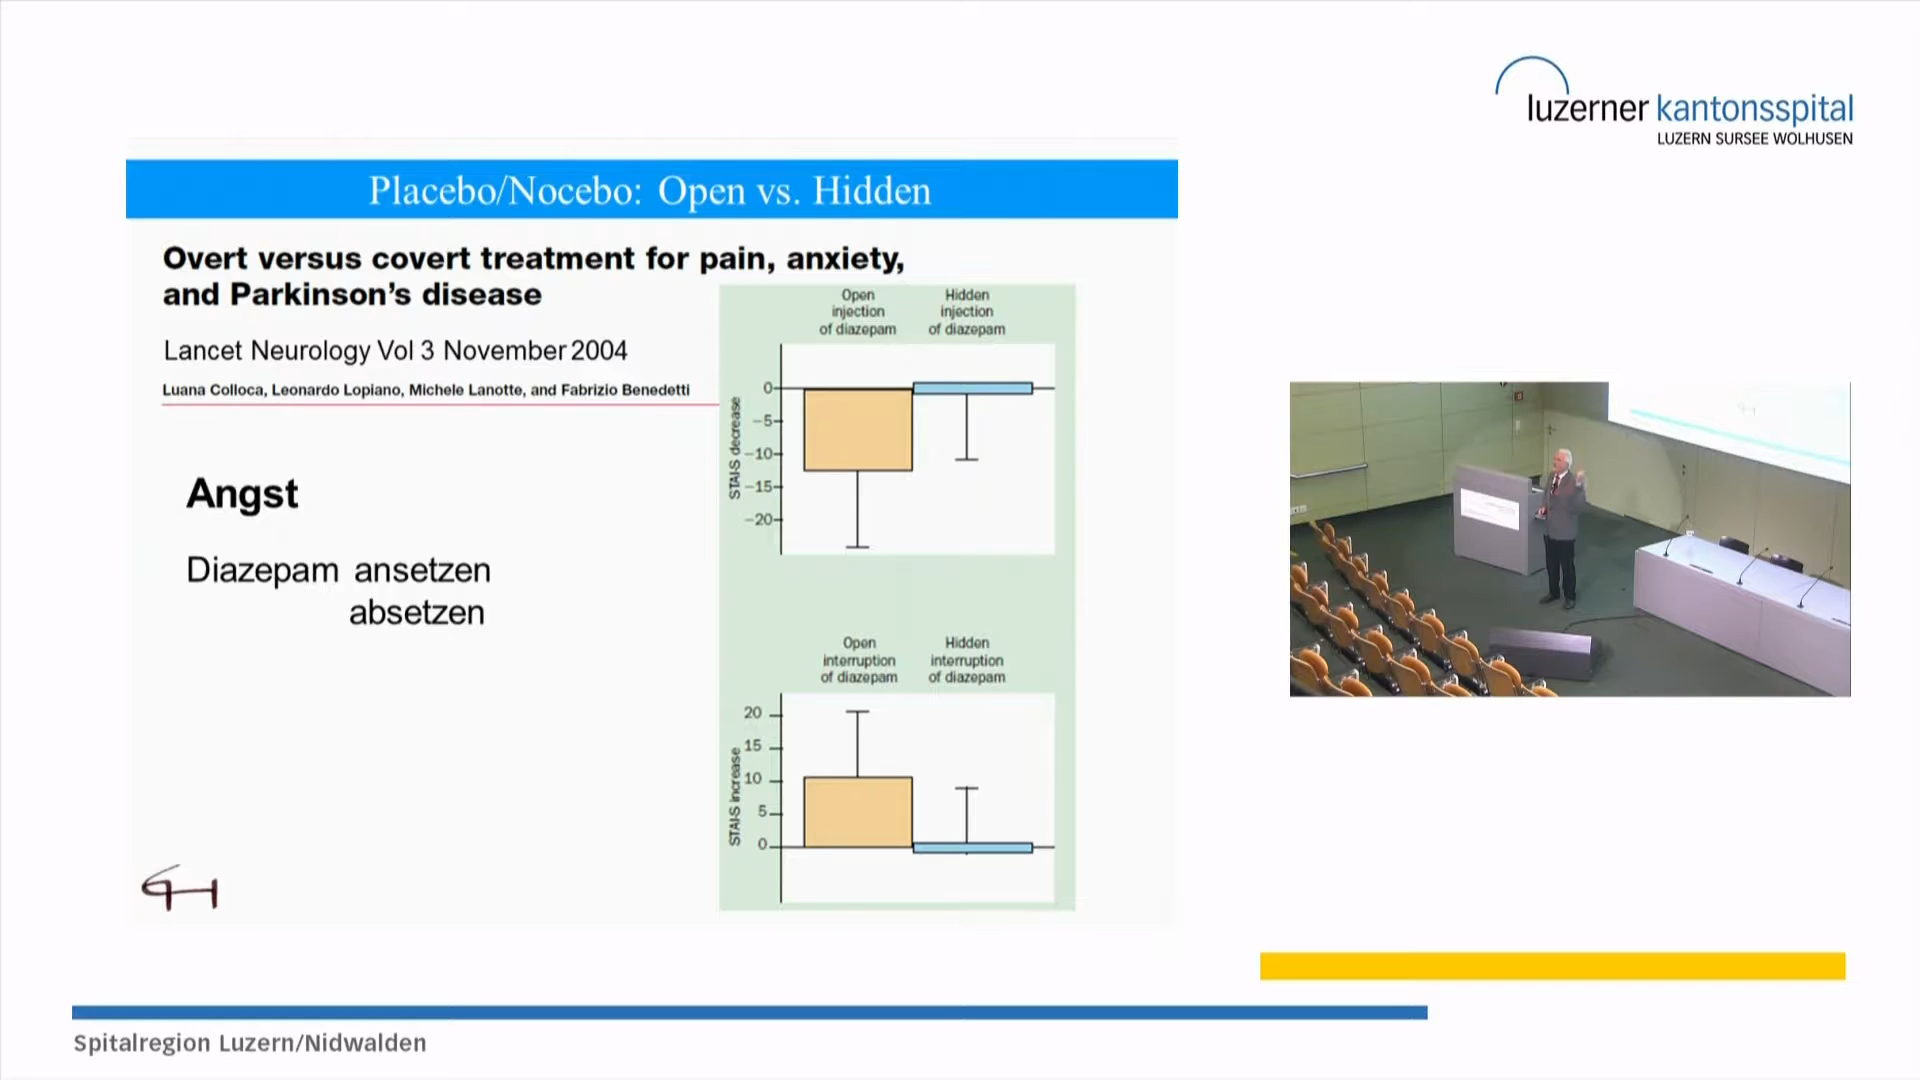 luzerner kantonsspital
LUZERN SURSEE WOLHUSEN
Placebo/Nocebo: Open vs. Hidden
Overt versus covert treatment for pain, anxiety,
and Parkinson's disease
Lancet Neurology Vol 3 November 2004
Luana Colloca, Leonardo Lopiano, Michele Lanotte, and Fabrizio Benedetti
Angst
Diazepam ansetzen
absetzen
Open
injection
of diazepam
Hidden
injection
of diazepam
STAI-S decrease
0
−5
−10
−15
−20
Open
interruption
of diazepam
Hidden
interruption
of diazepam
STAI-S increase
20
15
10
5
0
Spitalregion Luzern/Nidwalden